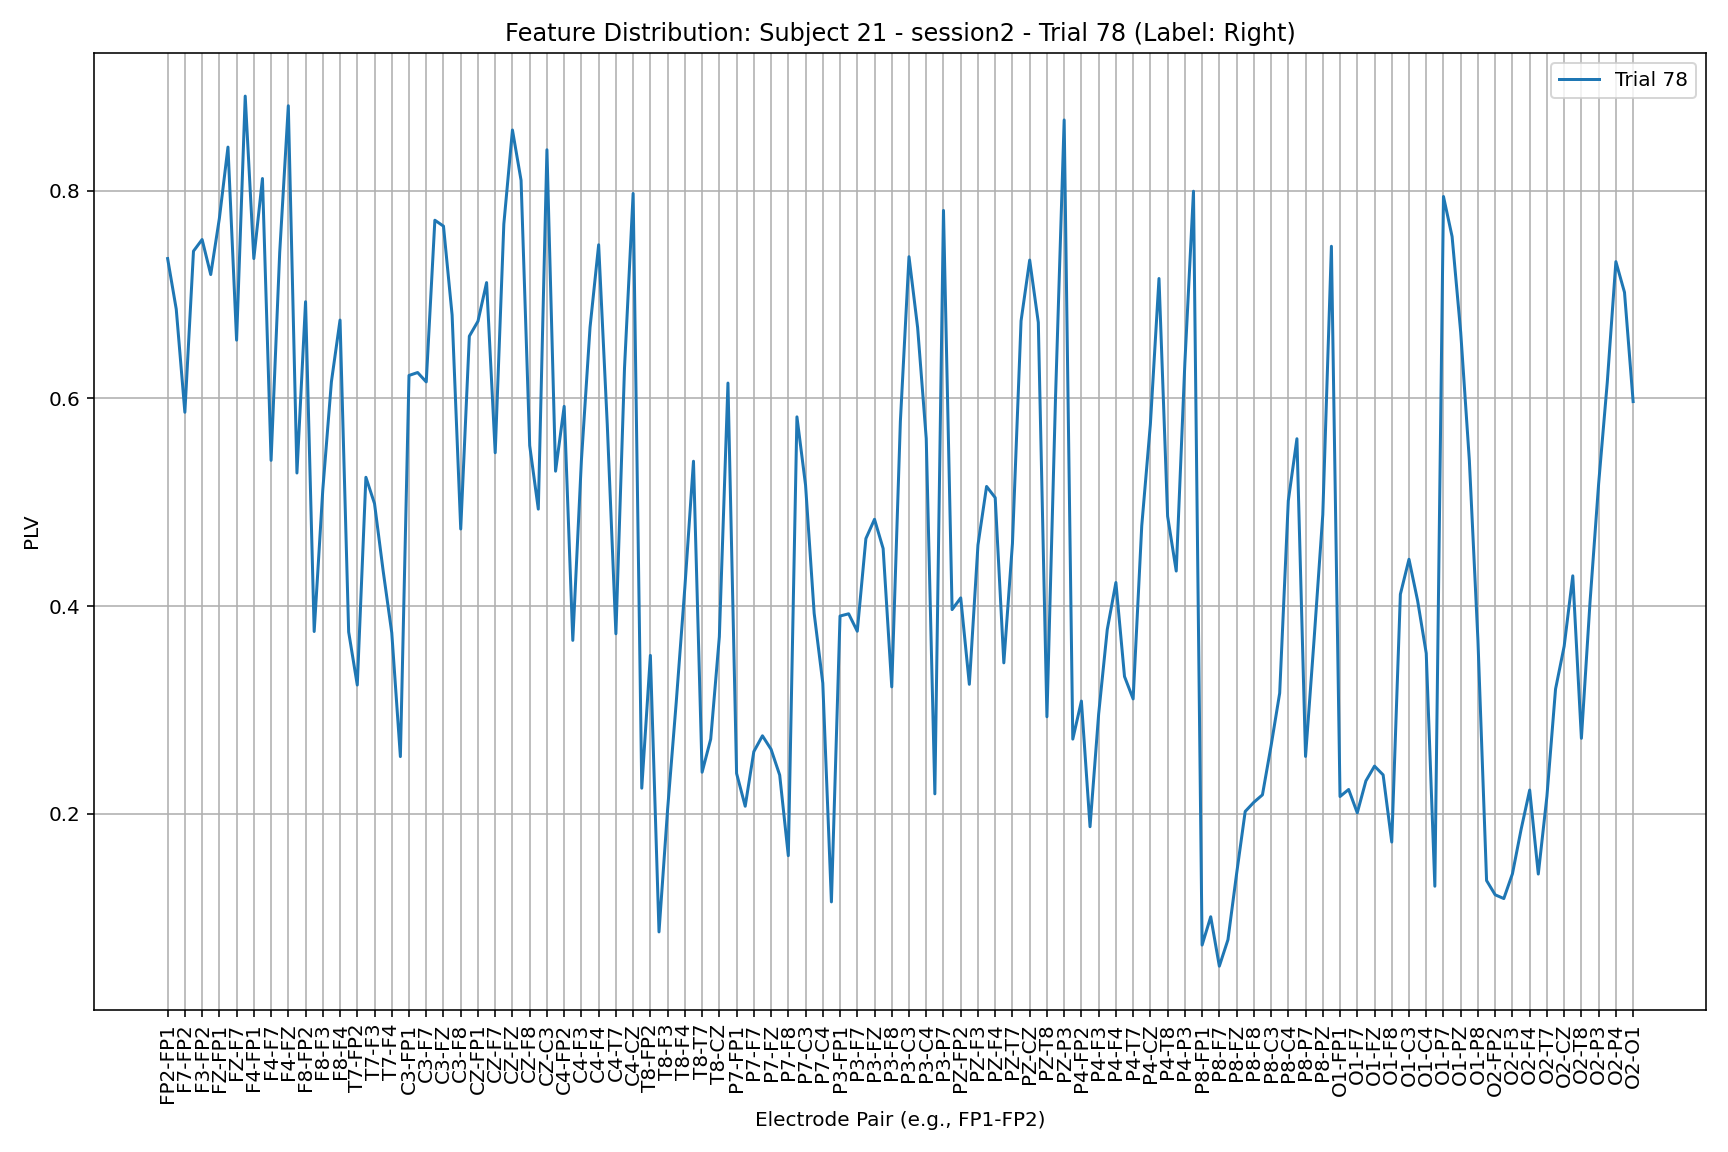 Feature Distribution: Subject 21 - session2 - Trial 78 (Label: Right)
Trial 78
PLV
0.8
0.6
0.4
0.2
FP2-FP1
F7-FP2
F3-FP2
FZ-FP1
FZ-F7
F4-FP1
F4-F7
F4-FZ
F8-FP2
F8-F3
F8-F4
T7-FP2
T7-F3
T7-F4
C3-FP1
C3-F7
C3-FZ
C3-F8
CZ-FP1
CZ-F7
CZ-FZ
CZ-F8
CZ-C3
C4-FP2
C4-F3
C4-F4
C4-T7
C4-CZ
T8-FP2
T8-F3
T8-F4
T8-T7
T8-CZ
P7-FP1
P7-F7
P7-FZ
P7-F8
P7-C3
P7-C4
P3-FP1
P3-F7
P3-FZ
P3-F8
P3-C3
P3-C4
P3-P7
PZ-FP2
PZ-F3
PZ-F4
PZ-T7
PZ-CZ
PZ-T8
PZ-P3
P4-FP2
P4-F3
P4-F4
P4-T7
P4-CZ
P4-T8
P4-P3
P8-FP1
P8-F7
P8-FZ
P8-F8
P8-C3
P8-C4
P8-P7
P8-PZ
O1-FP1
O1-F7
O1-FZ
O1-F8
O1-C3
O1-C4
O1-P7
O1-PZ
O1-P8
O2-FP2
O2-F3
O2-F4
O2-T7
O2-CZ
O2-T8
O2-P3
O2-P4
O2-O1
Electrode Pair (e.g., FP1-FP2)